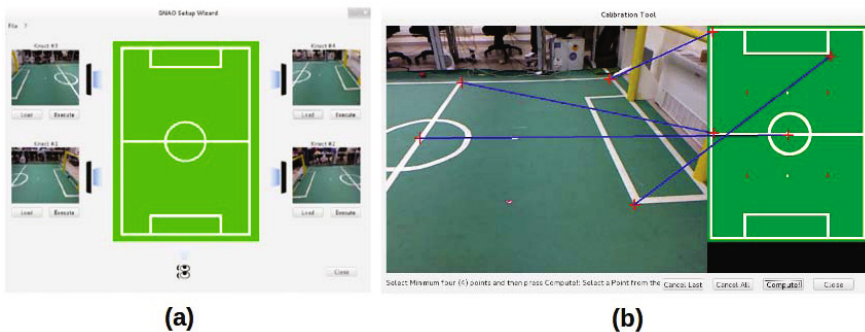 SNAO Setup Wizard
File ?
Kinect #3
Kinect #4
Load Execute
Load Execute
Kinect #2
Load Execute
Load Execute
Close
(a)
Calibration Tool
Select Minimum four (4) points and then press Compute!: Select a Point from the
Cancel Last
Cancel All
Compute!!
Close
(b)